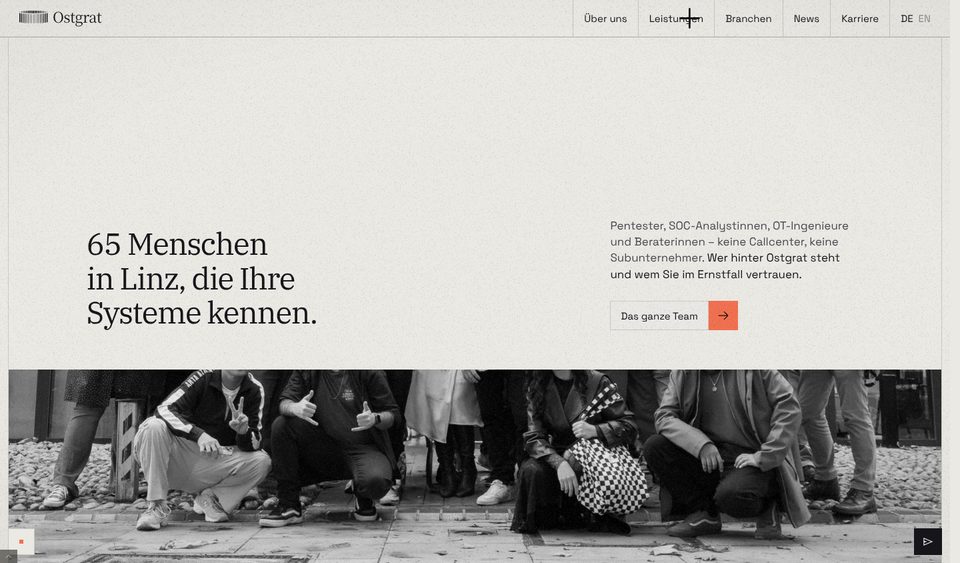 Ostgrat
Über uns
Leistungen
Branchen
News
Karriere
DE EN
65 Menschen
in Linz, die Ihre
Systeme kennen.
Pentester, SOC-Analystinnen, OT-Ingenieure
und Beraterinnen – keine Callcenter, keine
Subunternehmer. Wer hinter Ostgrat steht
und wem Sie im Ernstfall vertrauen.
Das ganze Team